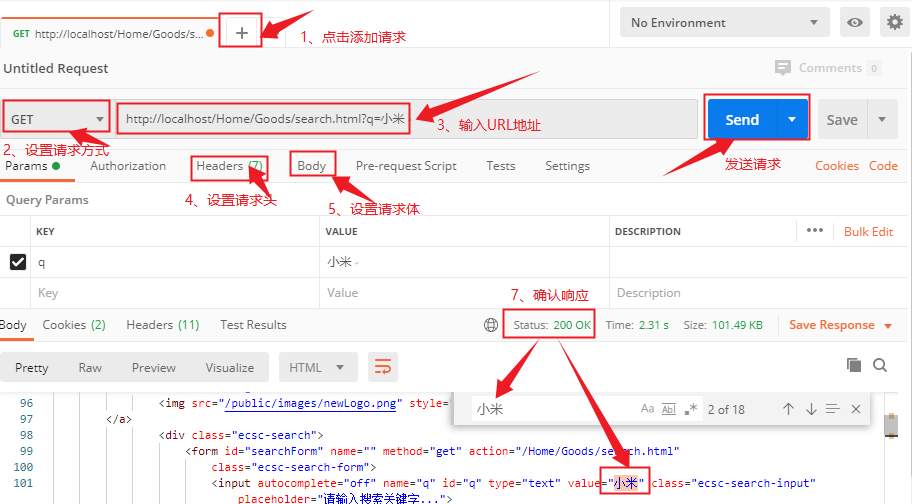 GET http://localhost/Home/Goods/s... +
No Environment
1、点击添加请求
Untitled Request
Comments 0
GET http://localhost/Home/Goods/search.html?q=小米 Send Save
3、输入URL地址
2、设置请求方式
发送请求
Params Authorization Headers (7) Body Pre-request Script Tests Settings Cookies Code
4、设置请求头
5、设置请求体
Query Params
KEY VALUE DESCRIPTION ••• Bulk Edit
q 小米
Key Value Description
7、确认响应
Body Cookies (2) Headers (11) Test Results Status: 200 OK Time: 2.31 s Size: 101.49 KB Save Response
Pretty Raw Preview Visualize HTML
小米 Aa Abl .* 2 of 18
96 <img src="/public/images/newLogo.png" style="
97 </a>
98 <div class="ecsc-search">
99 <form id="searchForm" name="" method="get" action="/Home/Goods/search.html"
100 class="ecsc-search-form">
101 <input autocomplete="off" name="q" id="q" type="text" value="小米" class="ecsc-search-input"
placeholder="请输入搜索关键字...">